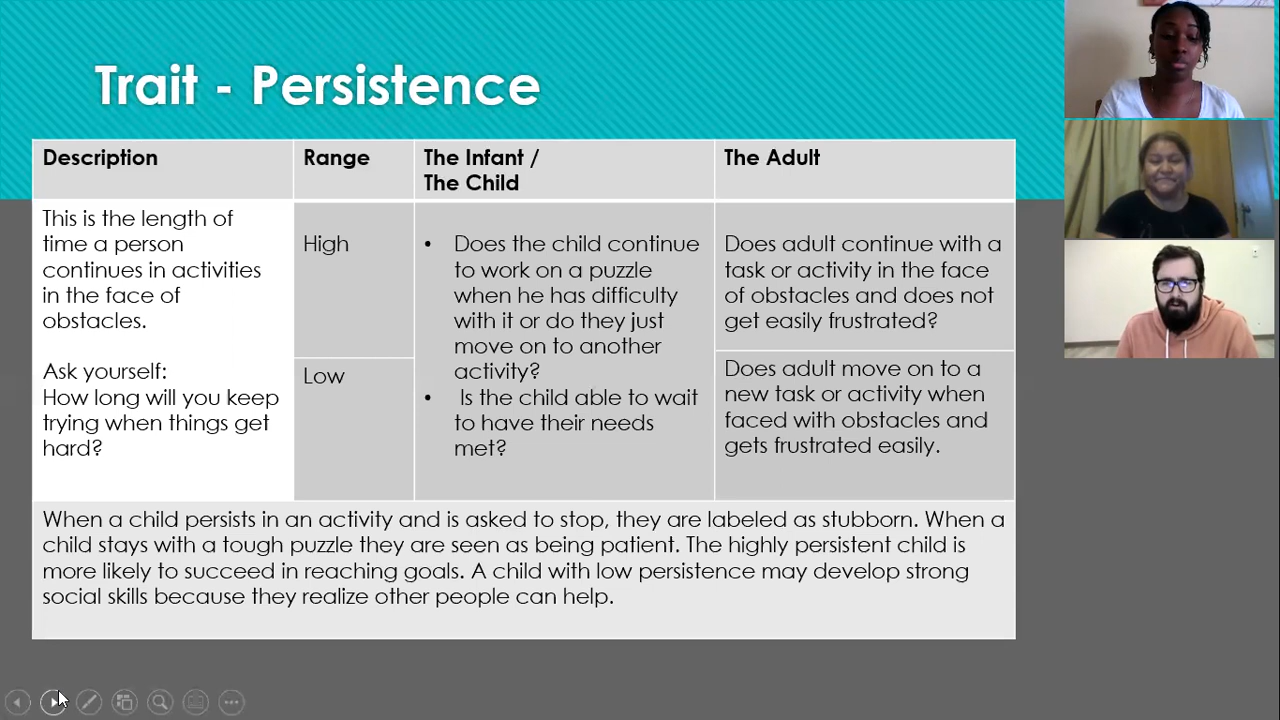 Trait - Persistence
Description
Range
The Infant /
The Child
The Adult
This is the length of
time a person
continues in activities
in the face of
obstacles.
Ask yourself:
How long will you keep
trying when things get
hard?
High
Low
• Does the child continue
to work on a puzzle
when he has difficulty
with it or do they just
move on to another
activity?
• Is the child able to wait
to have their needs
met?
Does adult continue with a
task or activity in the face
of obstacles and does not
get easily frustrated?
Does adult move on to a
new task or activity when
faced with obstacles and
gets frustrated easily.
When a child persists in an activity and is asked to stop, they are labeled as stubborn. When a
child stays with a tough puzzle they are seen as being patient. The highly persistent child is
more likely to succeed in reaching goals. A child with low persistence may develop strong
social skills because they realize other people can help.